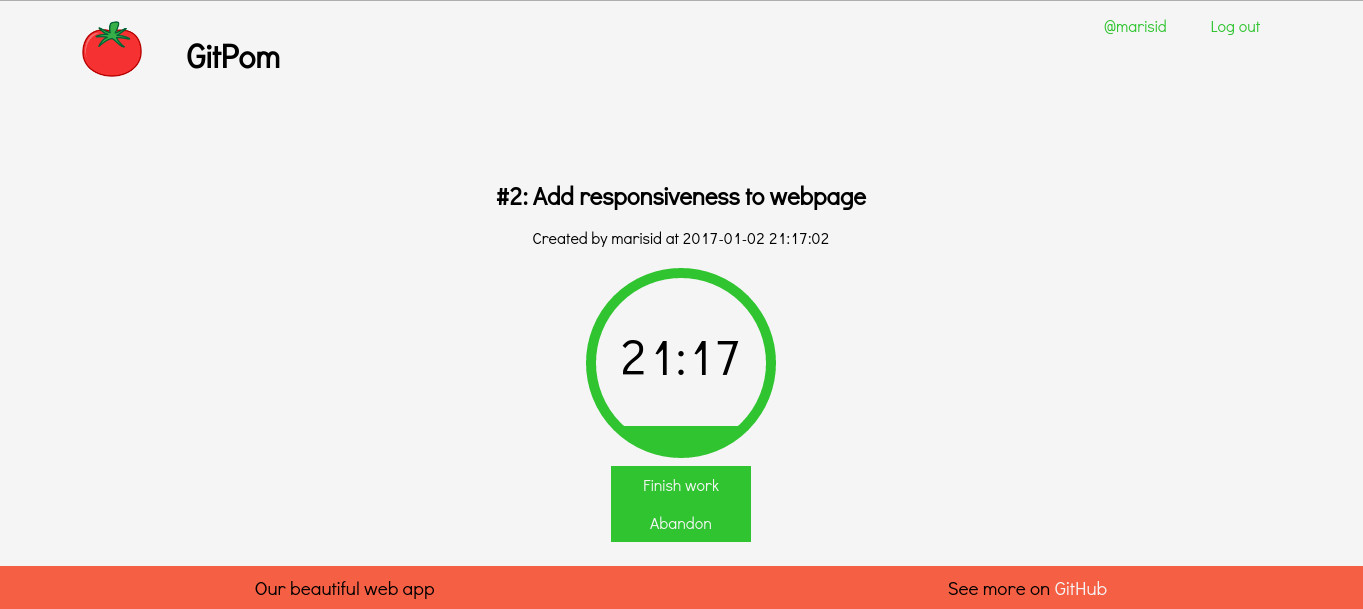 GitPom
@marisid
Log out
#2: Add responsiveness to webpage
Created by marisid at 2017-01-02 21:17:02
21:17
Finish work
Abandon
Our beautiful web app
See more on GitHub